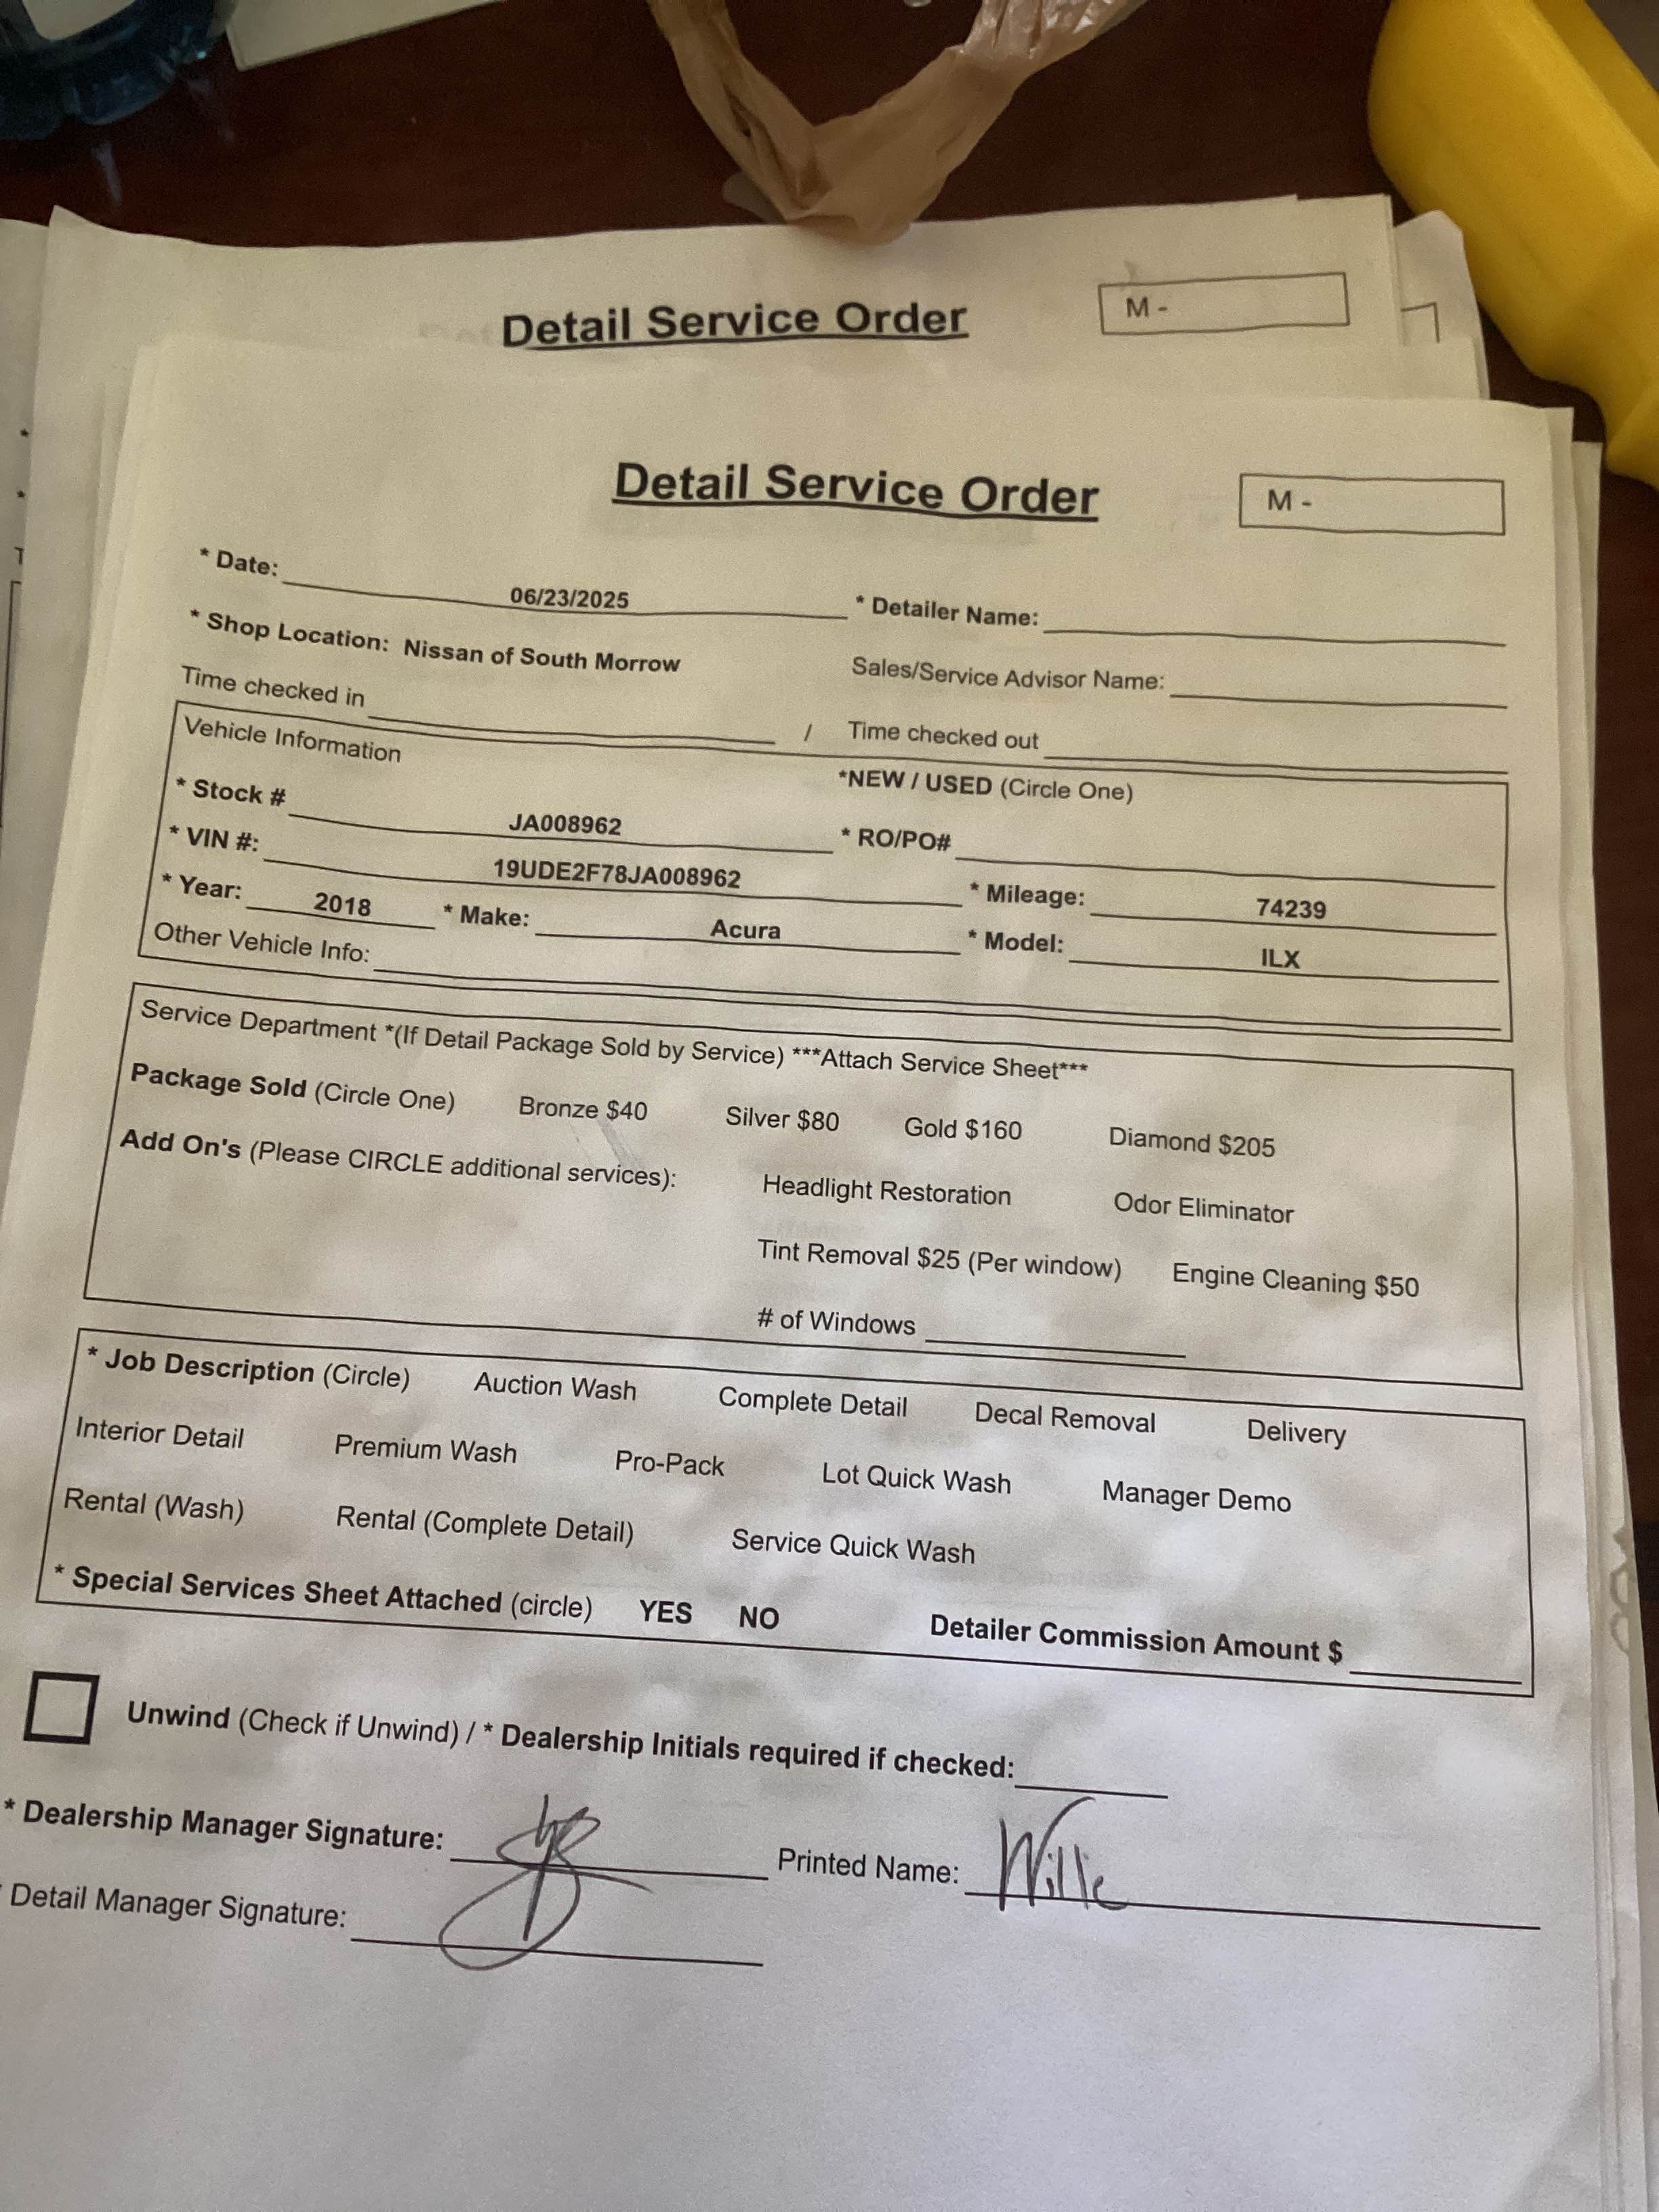 Detail Service Order
M -
Detail Service Order
M -
* Date: 06/23/2025 * Detailer Name:
* Shop Location: Nissan of South Morrow Sales/Service Advisor Name:
Time checked in / Time checked out
Vehicle Information *NEW / USED (Circle One)
* Stock # JA008962 * RO/PO#
* VIN #: 19UDE2F78JA008962 * Mileage: 74239
* Year: 2018 * Make: Acura * Model: ILX
Other Vehicle Info:
Service Department *(If Detail Package Sold by Service) ***Attach Service Sheet***
Package Sold (Circle One) Bronze $40 Silver $80 Gold $160 Diamond $205
Add On's (Please CIRCLE additional services): Headlight Restoration Odor Eliminator
Tint Removal $25 (Per window) Engine Cleaning $50
# of Windows
* Job Description (Circle) Auction Wash Complete Detail Decal Removal Delivery
Interior Detail Premium Wash Pro-Pack Lot Quick Wash Manager Demo
Rental (Wash) Rental (Complete Detail) Service Quick Wash
* Special Services Sheet Attached (circle) YES NO Detailer Commission Amount $
Unwind (Check if Unwind) / * Dealership Initials required if checked:
* Dealership Manager Signature: Printed Name: Willie
Detail Manager Signature: